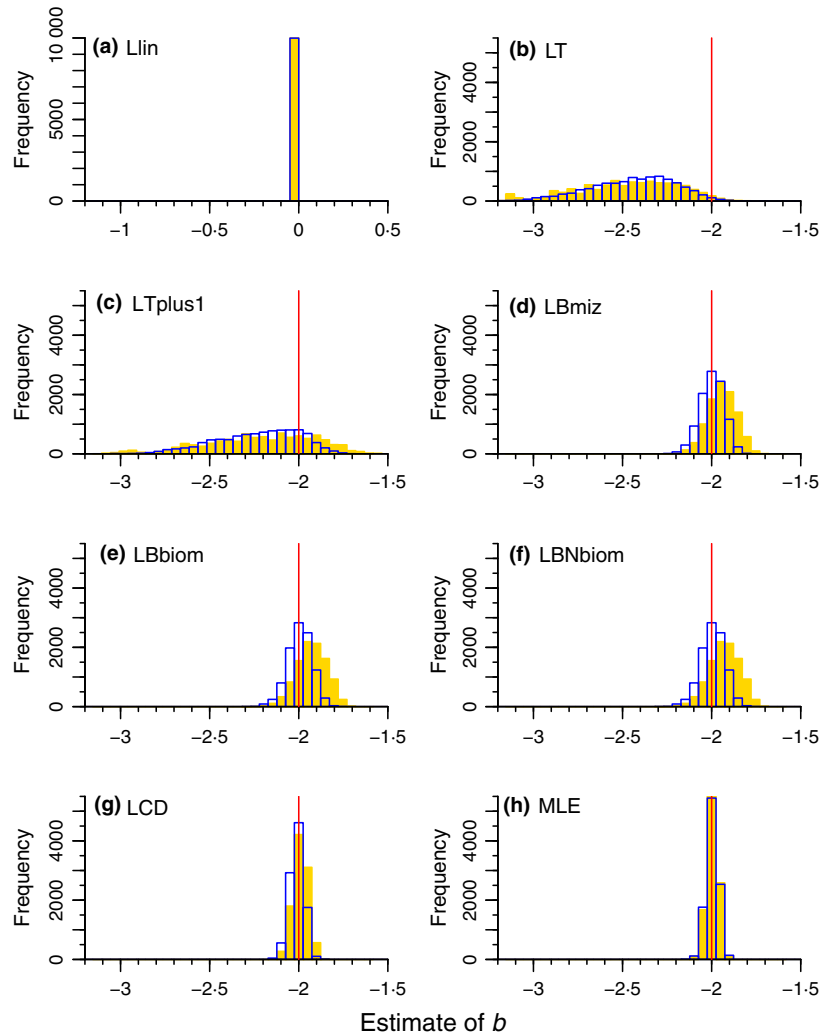 (a) Llin
Frequency
0 5000 10 000
−1 −0·5 0 0·5
(b) LT
Frequency
0 2000 4000
−3 −2·5 −2 −1·5
(c) LTplus1
Frequency
0 2000 4000
−3 −2·5 −2 −1·5
(d) LBmiz
Frequency
0 2000 4000
−3 −2·5 −2 −1·5
(e) LBbiom
Frequency
0 2000 4000
−3 −2·5 −2 −1·5
(f) LBNbiom
Frequency
0 2000 4000
−3 −2·5 −2 −1·5
(g) LCD
Frequency
0 2000 4000
−3 −2·5 −2 −1·5
(h) MLE
Frequency
0 2000 4000
−3 −2·5 −2 −1·5
Estimate of b